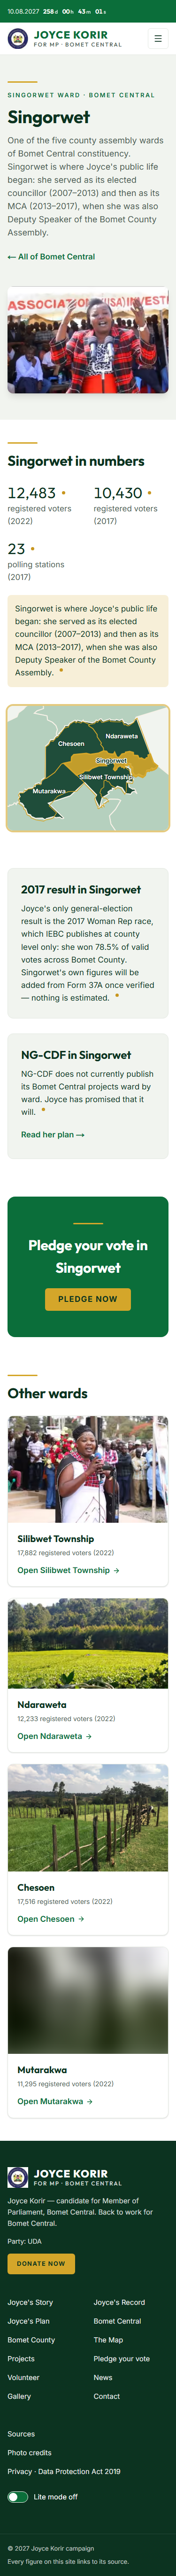 10.08.2027 258 d 00 h 43 m 01 s
JOYCE KORIR
FOR MP · BOMET CENTRAL
SINGORWET WARD · BOMET CENTRAL
Singorwet
One of the five county assembly wards
of Bomet Central constituency.
Singorwet is where Joyce's public life
began: she served as its elected
councillor (2007–2013) and then as its
MCA (2013–2017), when she was also
Deputy Speaker of the Bomet County
Assembly.
← All of Bomet Central
ASSOCIA
INVEST
Singorwet in numbers
12,483
registered voters
(2022)
10,430
registered voters
(2017)
23
polling stations
(2017)
Singorwet is where Joyce's public life
began: she served as its elected
councillor (2007–2013) and then as its
MCA (2013–2017), when she was also
Deputy Speaker of the Bomet County
Assembly.
Ndaraweta
Chesoen
Singorwet
Silibwet Township
Mutarakwa
2017 result in Singorwet
Joyce's only general-election
result is the 2017 Woman Rep race,
which IEBC publishes at county
level only: she won 78.5% of valid
votes across Bomet County.
Singorwet's own figures will be
added from Form 37A once verified
— nothing is estimated.
NG-CDF in Singorwet
NG-CDF does not currently publish
its Bomet Central projects ward by
ward. Joyce has promised that it
will.
Read her plan →
Pledge your vote in
Singorwet
PLEDGE NOW
Other wards
Silibwet Township
17,882 registered voters (2022)
Open Silibwet Township →
Ndaraweta
12,233 registered voters (2022)
Open Ndaraweta →
Chesoen
17,516 registered voters (2022)
Open Chesoen →
Mutarakwa
11,295 registered voters (2022)
Open Mutarakwa →
JOYCE KORIR
FOR MP · BOMET CENTRAL
Joyce Korir — candidate for Member of
Parliament, Bomet Central. Back to work for
Bomet Central.
Party: UDA
DONATE NOW
Joyce's Story
Joyce's Record
Joyce's Plan
Bomet Central
Bomet County
The Map
Projects
Pledge your vote
Volunteer
News
Gallery
Contact
Sources
Photo credits
Privacy · Data Protection Act 2019
Lite mode off
© 2027 Joyce Korir campaign
Every figure on this site links to its source.